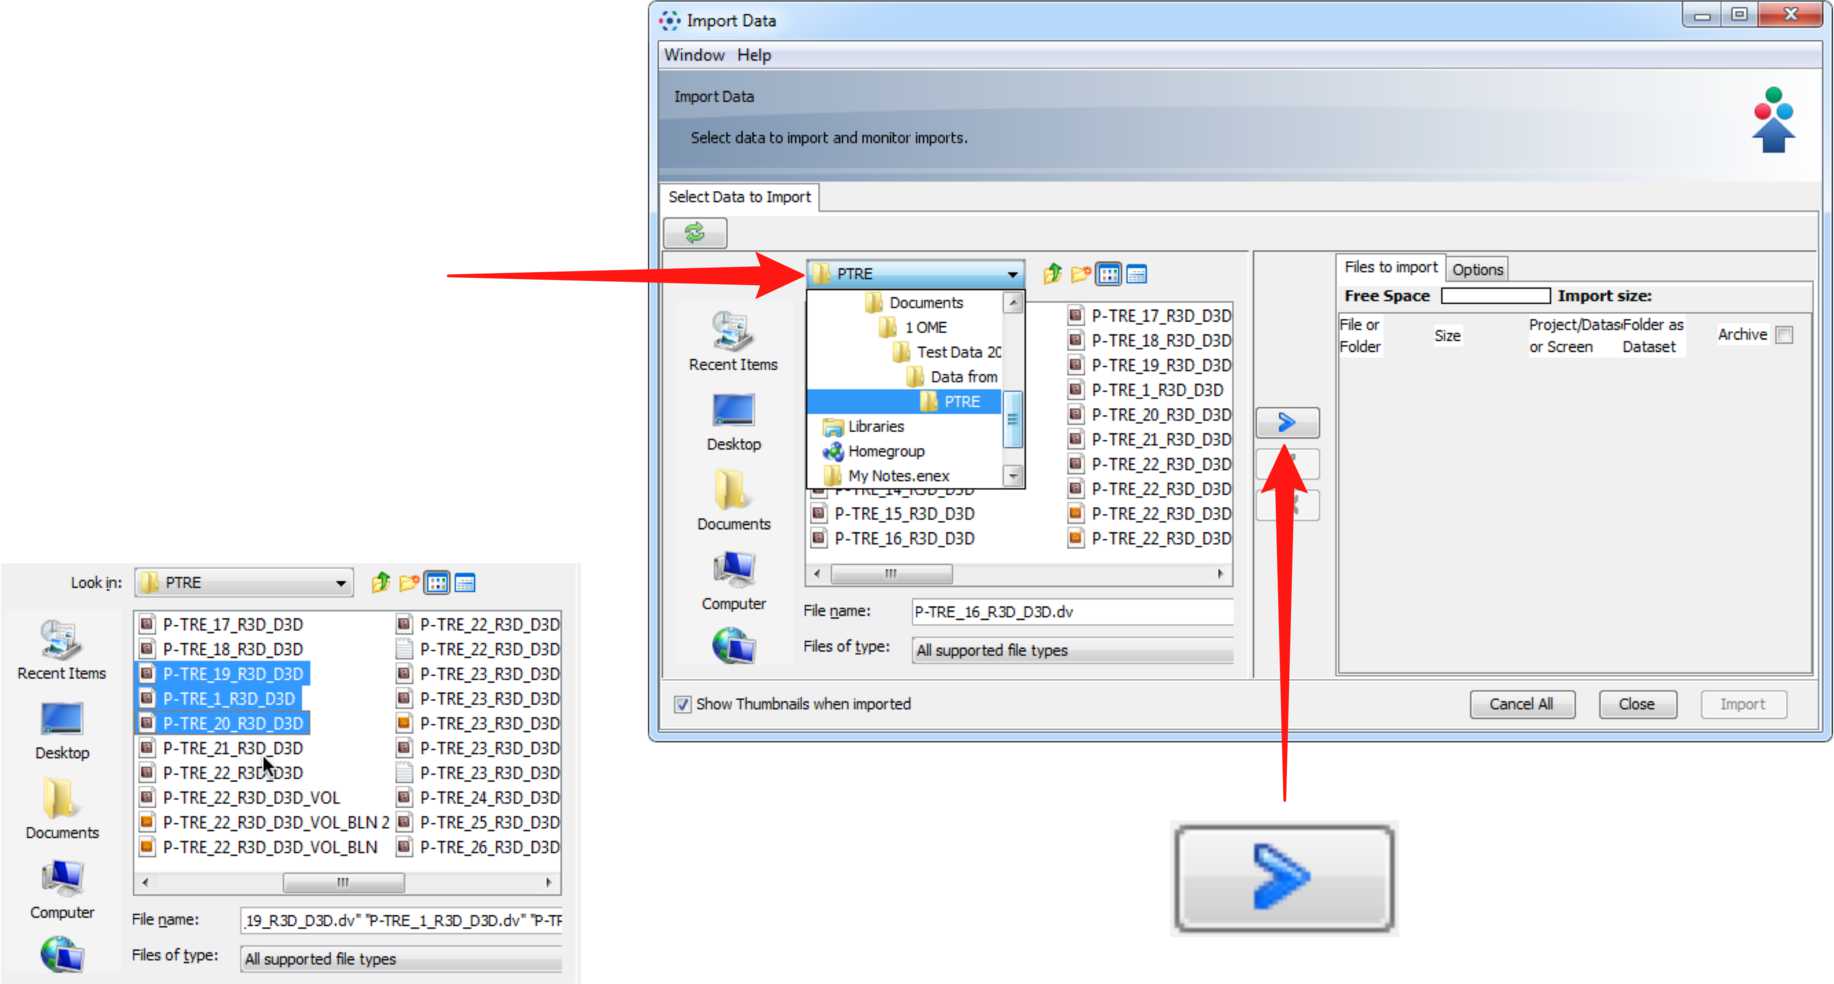 Import Data
Window Help
Import Data
Select data to import and monitor imports.
Select Data to Import
PTRE
Documents
1 OME
Test Data 20
Data from
PTRE
Libraries
Homegroup
My Notes.enex
P-TRE_14_R3D_D3D
P-TRE_15_R3D_D3D
P-TRE_16_R3D_D3D
P-TRE_17_R3D_D3D
P-TRE_18_R3D_D3D
P-TRE_19_R3D_D3D
P-TRE_1_R3D_D3D
P-TRE_20_R3D_D3D
P-TRE_21_R3D_D3D
P-TRE_22_R3D_D3D
P-TRE_22_R3D_D3D
P-TRE_22_R3D_D3D
P-TRE_22_R3D_D3D
Recent Items
Desktop
Documents
Computer
File name: P-TRE_16_R3D_D3D.dv
Files of type: All supported file types
Files to import Options
Free Space Import size:
File or Folder
Size
Project/Datas or Screen
Folder as Dataset
Archive
Show Thumbnails when imported
Cancel All Close Import
Look in: PTRE
Recent Items
Desktop
Documents
Computer
P-TRE_17_R3D_D3D
P-TRE_18_R3D_D3D
P-TRE_19_R3D_D3D
P-TRE_1_R3D_D3D
P-TRE_20_R3D_D3D
P-TRE_21_R3D_D3D
P-TRE_22_R3D_D3D
P-TRE_22_R3D_D3D_VOL
P-TRE_22_R3D_D3D_VOL_BLN 2
P-TRE_22_R3D_D3D_VOL_BLN
P-TRE_22_R3D_D3D
P-TRE_22_R3D_D3D
P-TRE_23_R3D_D3D
P-TRE_23_R3D_D3D
P-TRE_23_R3D_D3D
P-TRE_23_R3D_D3D
P-TRE_23_R3D_D3D
P-TRE_24_R3D_D3D
P-TRE_25_R3D_D3D
P-TRE_26_R3D_D3D
File name: _19_R3D_D3D.dv" "P-TRE_1_R3D_D3D.dv" "P-TR
Files of type: All supported file types